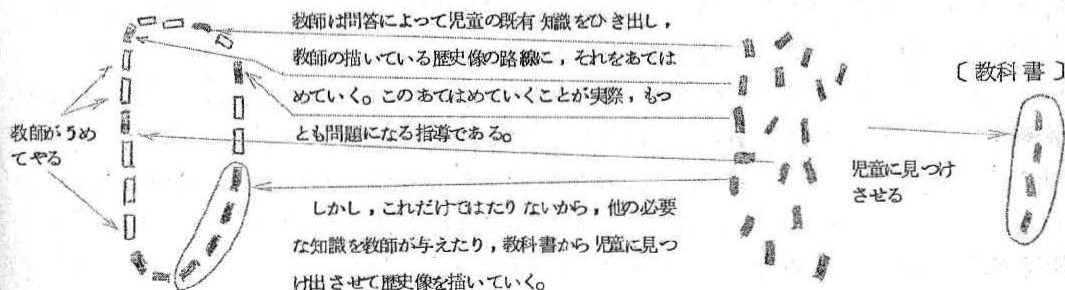 教師は問答によって児童の既有知識をひき出し，
教師の描いている歴史像の路線に，それをあては
めていく。このあてはめていくことが実際，もっ
とも問題になる指導である。
しかし，これだけではたりないから，他の必要
な知識を教師が与えたり，教科書から児童に見つ
け出させて歴史像を描いていく。
教師がうめ
てやる
児童に見つけ
させる
〔教科書〕